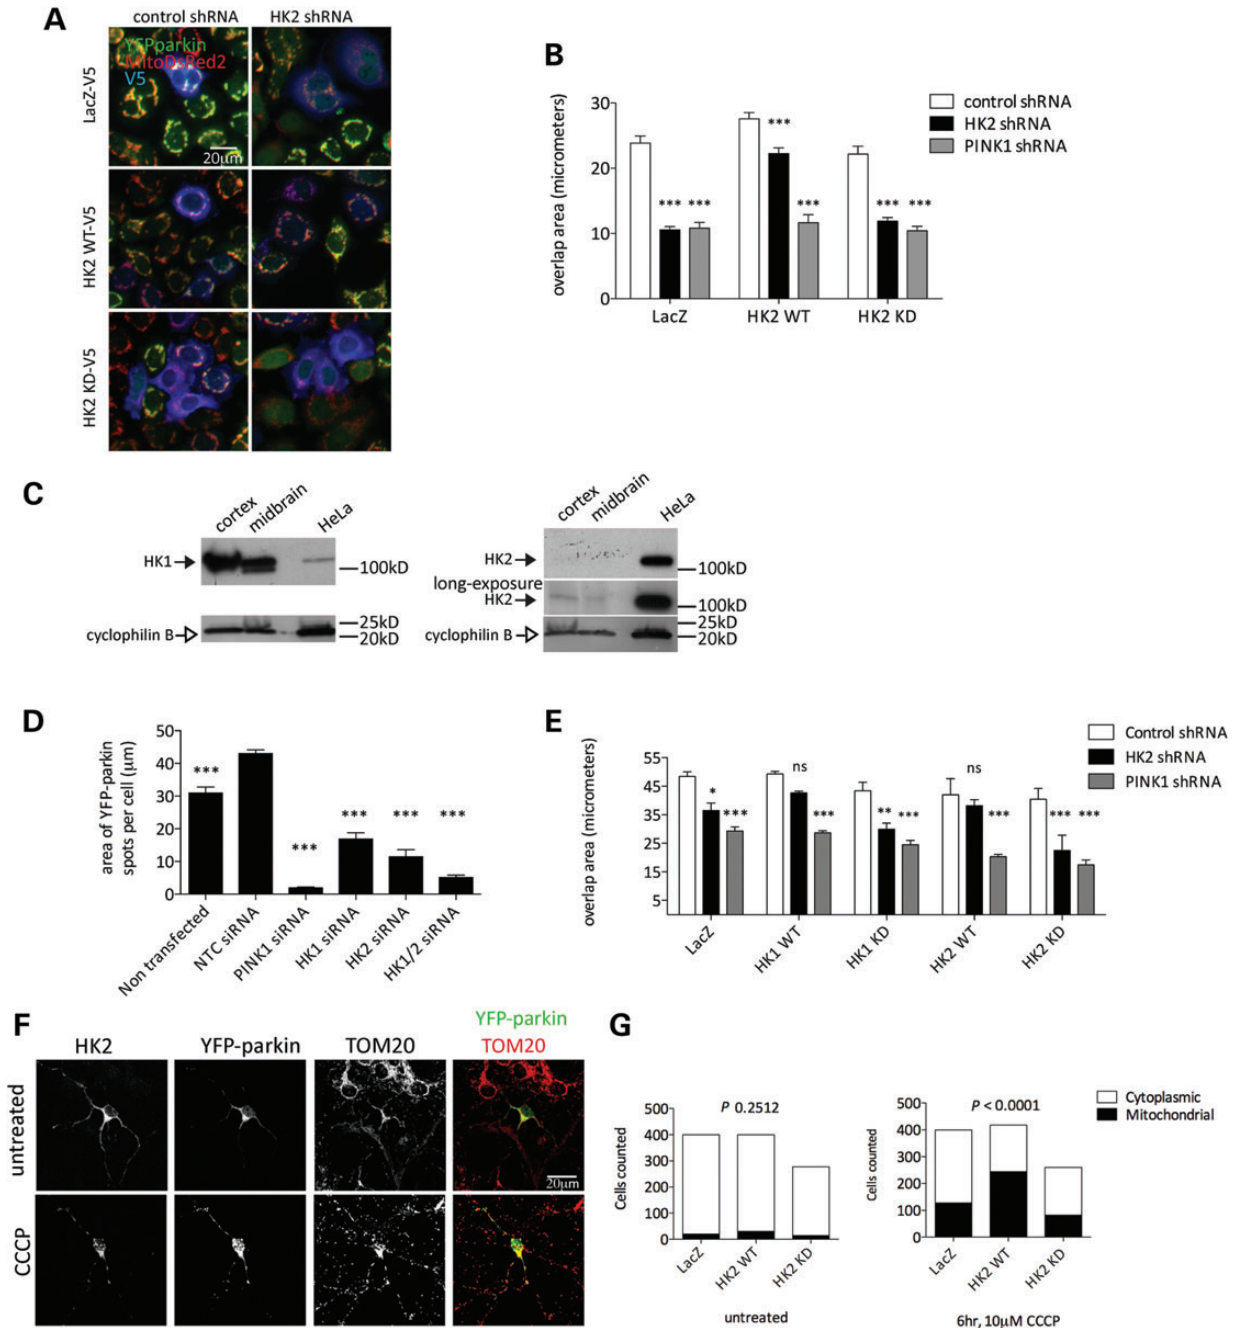 A
control shRNA HK2 shRNA
YFPparkin
MitoDsRed2
V5
20μm
LacZ-V5
HK2 WT-V5
HK2 KD-V5
B
control shRNA
HK2 shRNA
PINK1 shRNA
overlap area (micrometers)
30
20
10
0
***
*** *** *** *** ***
LacZ HK2 WT HK2 KD
C
cortex midbrain HeLa
HK1
100kD
cyclophilin B
25kD
20kD
cortex midbrain HeLa
HK2
100kD
long-exposure
HK2
100kD
cyclophilin B
25kD
20kD
D
area of YFP-parkin
spots per cell (μm)
50
40
30
20
10
0
*** *** *** *** ***
Non transfected NTC siRNA PINK1 siRNA HK1 siRNA HK2 siRNA HK1/2 siRNA
E
Control shRNA
HK2 shRNA
PINK1 shRNA
overlap area (micrometers)
55
45
35
25
15
5
* *** ns *** ** *** ns *** *** ***
LacZ HK1 WT HK1 KD HK2 WT HK2 KD
F
HK2 YFP-parkin TOM20 YFP-parkin
TOM20
untreated
20μm
CCCP
G
Cytoplasmic
Mitochondrial
P 0.2512
Cells counted
500
400
300
200
100
0
LacZ HK2 WT HK2 KD
untreated
P < 0.0001
Cells counted
500
400
300
200
100
0
LacZ HK2 WT HK2 KD
6hr, 10μM CCCP